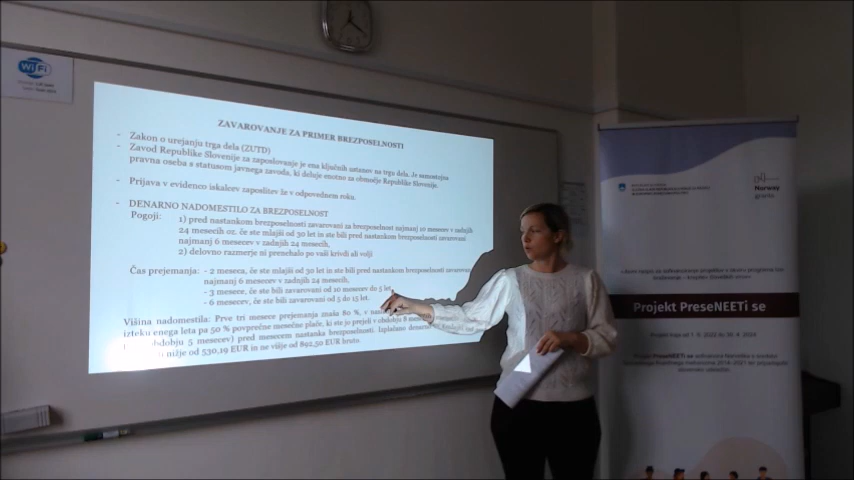 WiFi
ZAVAROVANJE ZA PRIMER BREZPOSELNOSTI
- Zakon o urejanju trga dela (ZUTD)
- Zavod Republike Slovenije za zaposlovanje je ena ključnih ustanov na trgu dela. Je samostojna
pravna oseba s statusom javnega zavoda, ki deluje enotno za območje Republike Slovenije.
- Prijava v evidenco iskalcev zaposlitve že v odpovednem roku.
- DENARNO NADOMESTILO ZA BREZPOSELNOST
Pogoji: 1) pred nastankom brezposelnosti zavarovani za brezposelnost najmanj 10 mesecev v zadnjih
24 mesecih oz. če ste mlajši od 30 let in ste bili pred nastankom brezposelnosti zavarovani
najmanj 6 mesecev v zadnjih 24 mesecih,
2) delovno razmerje ni prenehalo po vaši krivdi ali volji
Čas prejemanja: - 2 meseca, če ste mlajši od 30 let in ste bili pred nastankom brezposelnosti zavarovani
najmanj 6 mesecev v zadnjih 24 mesecih,
- 3 mesece, če ste bili zavarovani od 10 mesecev do 5 let,
- 6 mesecev, če ste bili zavarovani od 5 do 15 let.
Višina nadomestila: Prve tri mesece prejemanja znaša 80 %, v
izteku enega leta pa 50 % povprečne mesečne plače, ki ste jo prejeli v obdobju 8 mesecev
obdobju 5 mesecev) pred mesecem nastanka brezposelnosti. Izplačano denarno
nižje od 530,19 EUR in ne višje od 892,50 EUR bruto.
Norway
grants
Projekt PreseNEETi se
Projekt PreseNEETi se